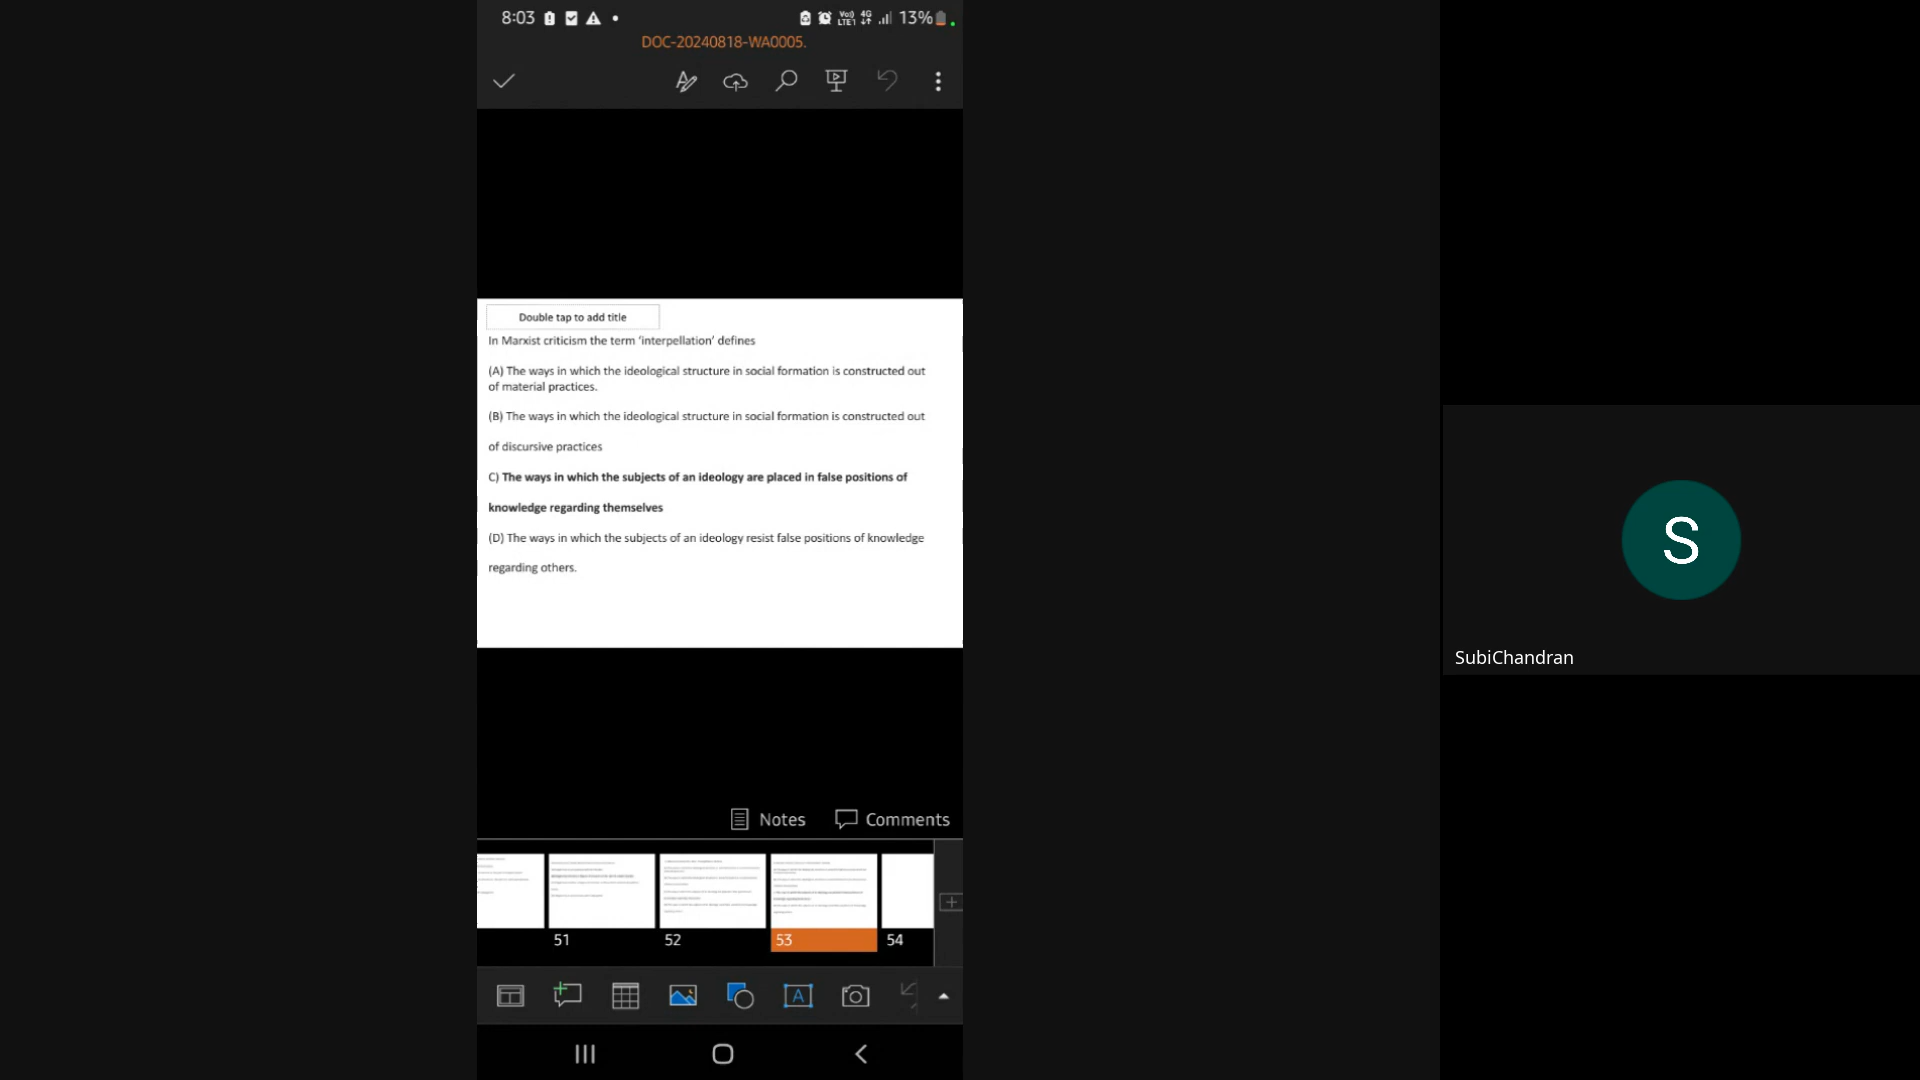 8:03
Vo)) LTE1 4G 13%
DOC-20240818-WA0005.
Double tap to add title
In Marxist criticism the term ‘interpellation’ defines
(A) The ways in which the ideological structure in social formation is constructed out
of material practices.
(B) The ways in which the ideological structure in social formation is constructed out
of discursive practices
C) The ways in which the subjects of an ideology are placed in false positions of
knowledge regarding themselves
(D) The ways in which the subjects of an ideology resist false positions of knowledge
regarding others.
S
SubiChandran
Notes Comments
51 52 53 54